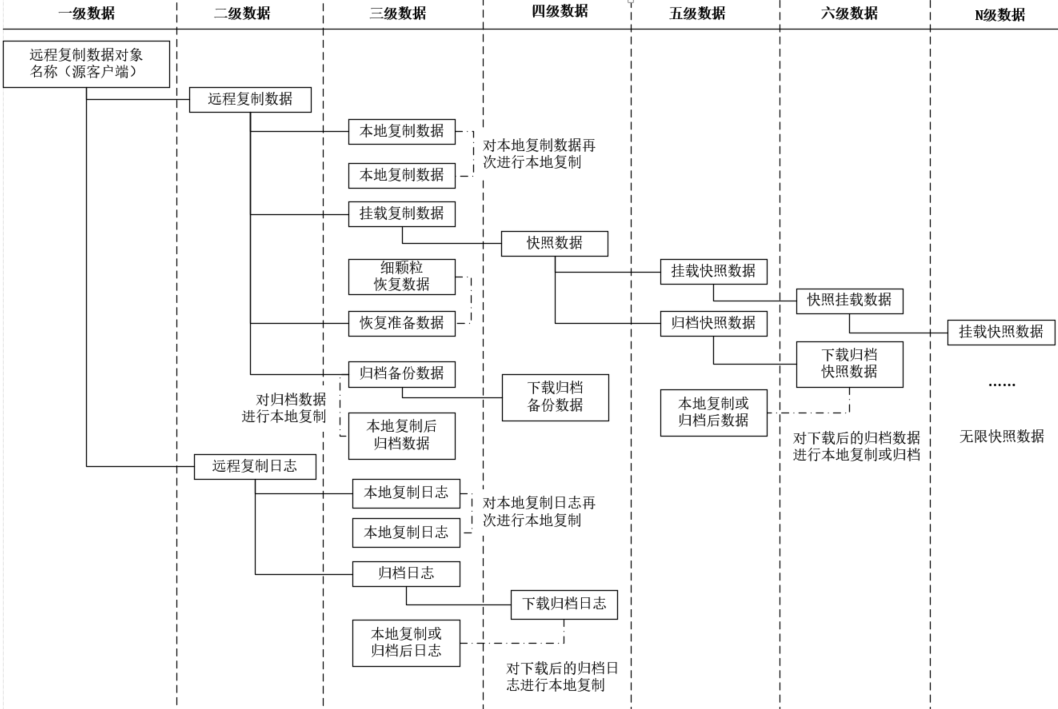 一级数据
二级数据
三级数据
四级数据
五级数据
六级数据
N级数据
远程复制数据对象
名称（源客户端）
远程复制数据
本地复制数据
对本地复制数据再
次进行本地复制
本地复制数据
挂载复制数据
快照数据
细颗粒
恢复数据
挂载快照数据
快照挂载数据
恢复准备数据
归档快照数据
挂载快照数据
下载归档
快照数据
归档备份数据
下载归档
备份数据
……
对归档数据
进行本地复制
本地复制或
归档后数据
本地复制后
归档数据
对下载后的归档数据
进行本地复制或归档
无限快照数据
远程复制日志
本地复制日志
对本地复制日志再
次进行本地复制
本地复制日志
归档日志
下载归档日志
本地复制或
归档后日志
对下载后的归档日
志进行本地复制